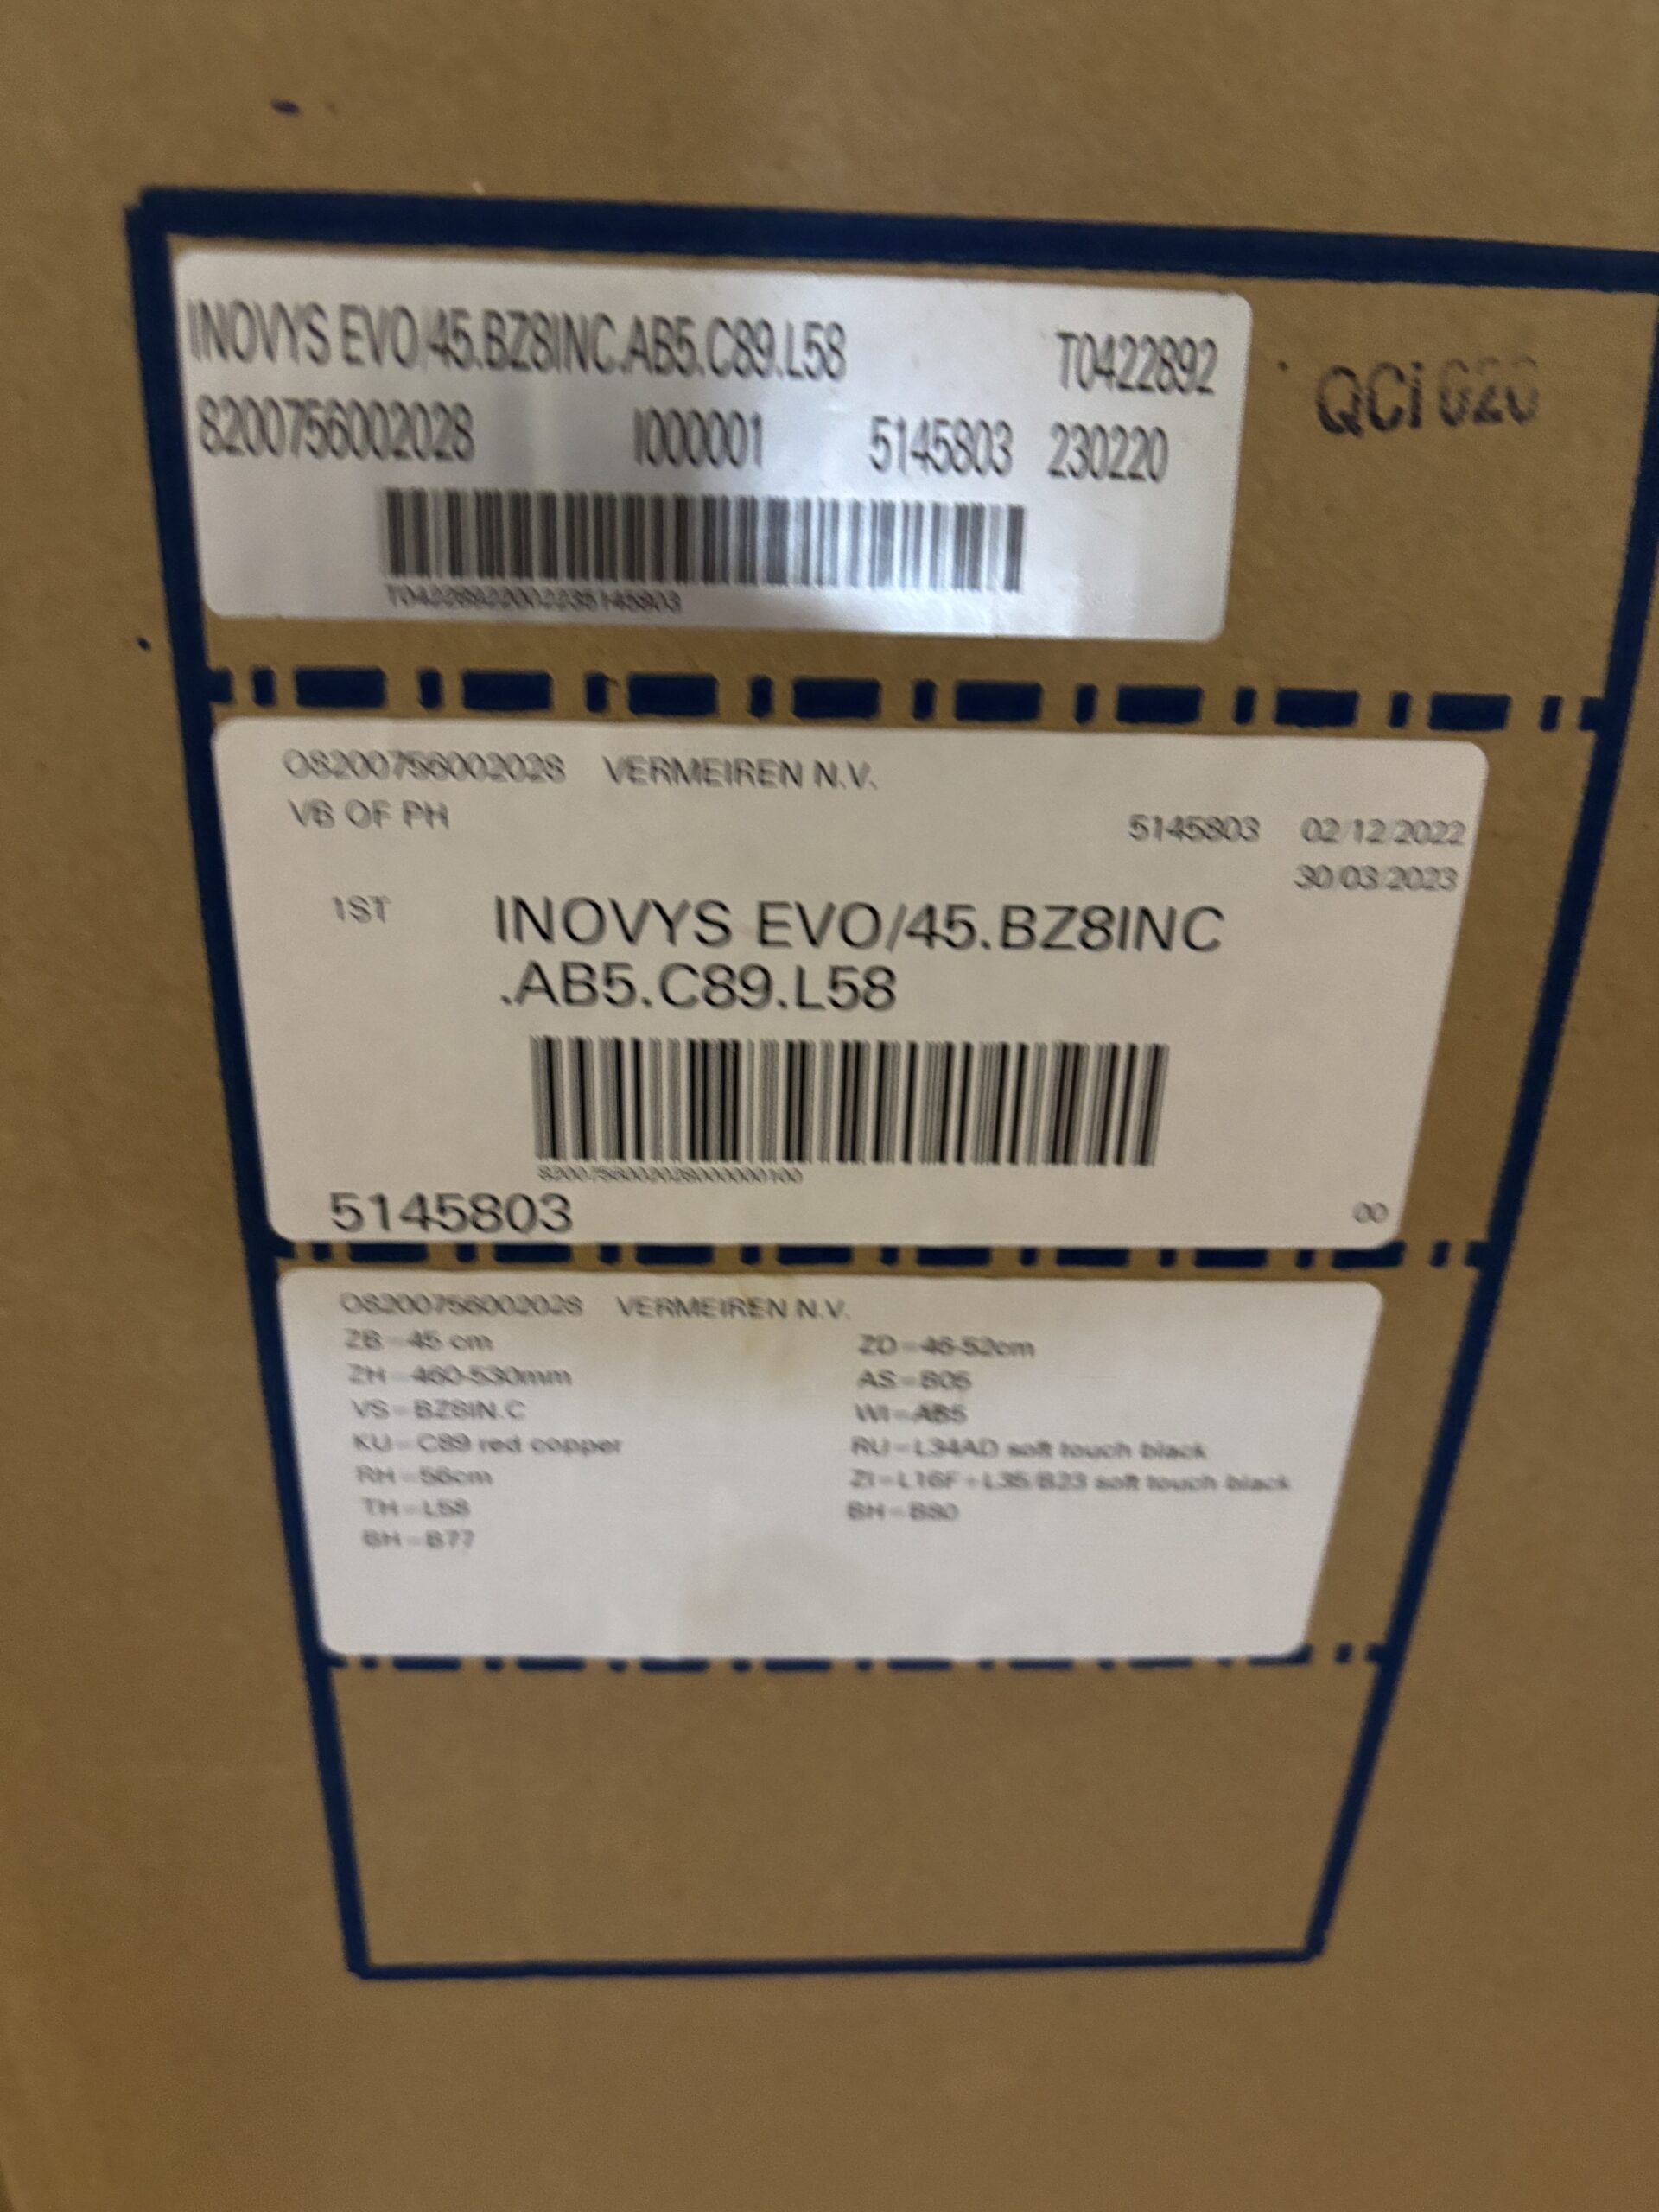 INOVYS EVO/45.BZ8INC.AB5.C89.L58 T0422892
8200756002028 I000001 5145803 230220
QCi
O8200756002028 VERMEIREN N.V.
VB OF PH
5145803 02/12/2022
30/03/2023
1ST INOVYS EVO/45.BZ8INC
.AB5.C89.L58
8200756002028000000100
5145803 00
O8200756002028 VERMEIREN N.V.
ZB=45 cm ZD=46-52cm
ZH=460-530mm AS=B05
VS=BZ8IN.C WI=AB5
KU=C89 red copper RU=L34AD soft touch black
RH=56cm ZI=L16F+L35/B23 soft touch black
TH=L58 BH=B80
BH=B77